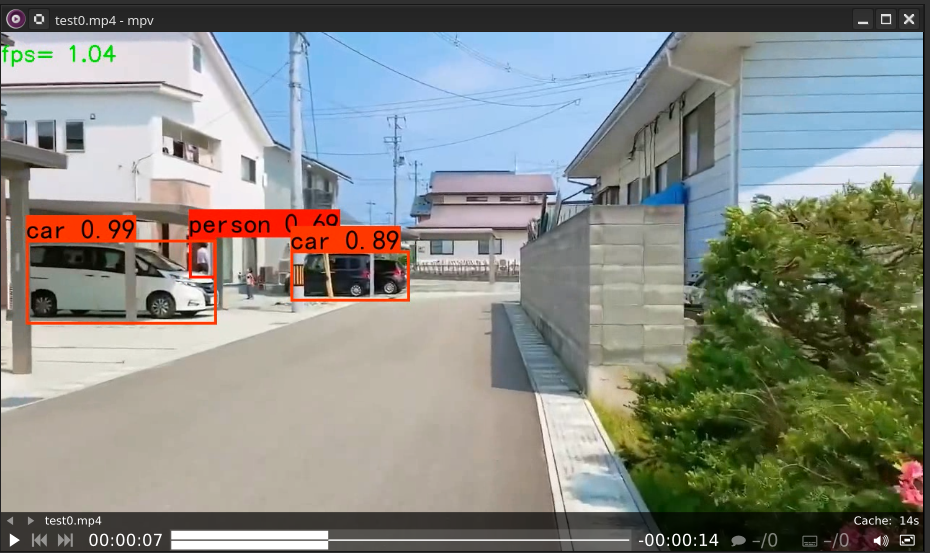 test0.mp4 - mpv
fps= 1.04
person 0.69
car 0.99
car 0.89
test0.mp4
Cache: 14s
00:00:07
-00:00:14
-/0
-/0